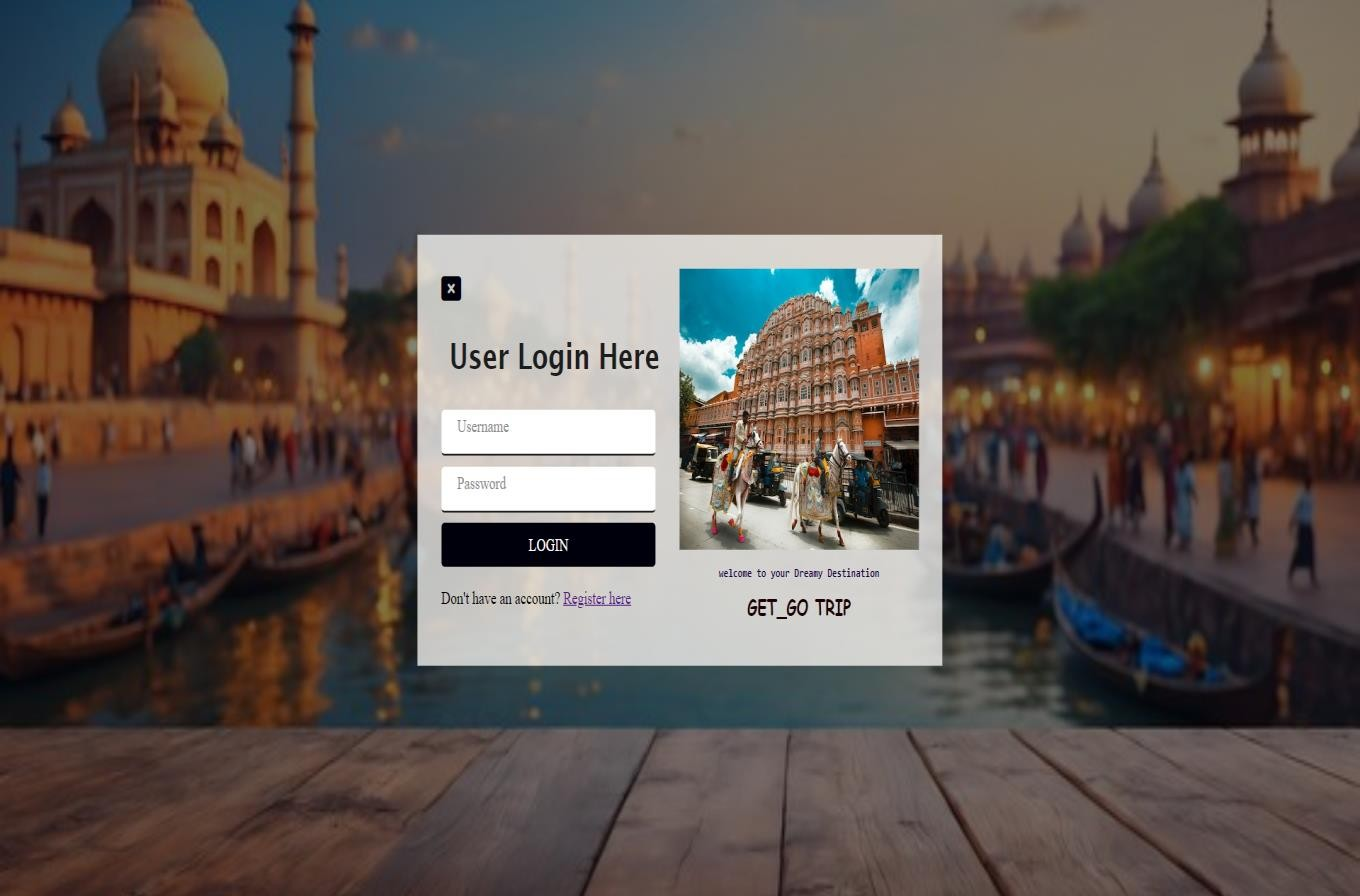 X
User Login Here
Username
Password
LOGIN
Don't have an account? Register here
welcome to your Dreamy Destination
GET_GO TRIP